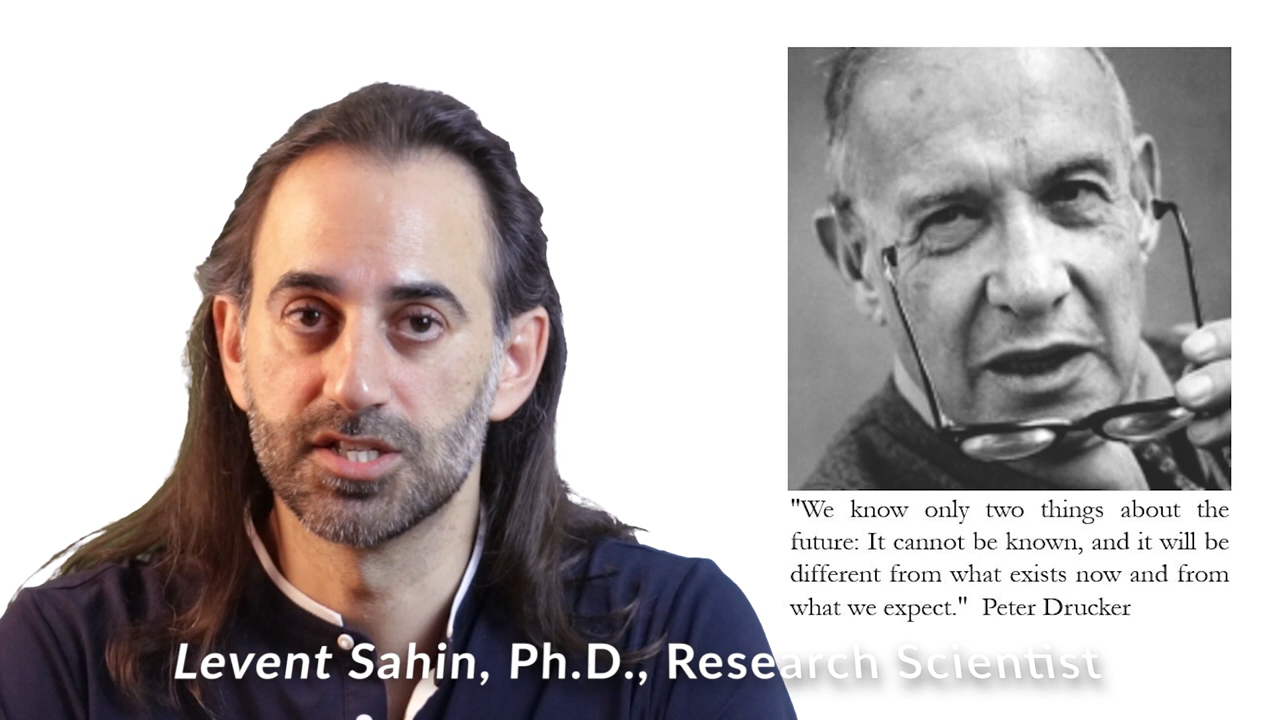 "We know only two things about the
future: It cannot be known, and it will be
different from what exists now and from
what we expect."  Peter Drucker
Levent Sahin, Ph.D., Research Scientist